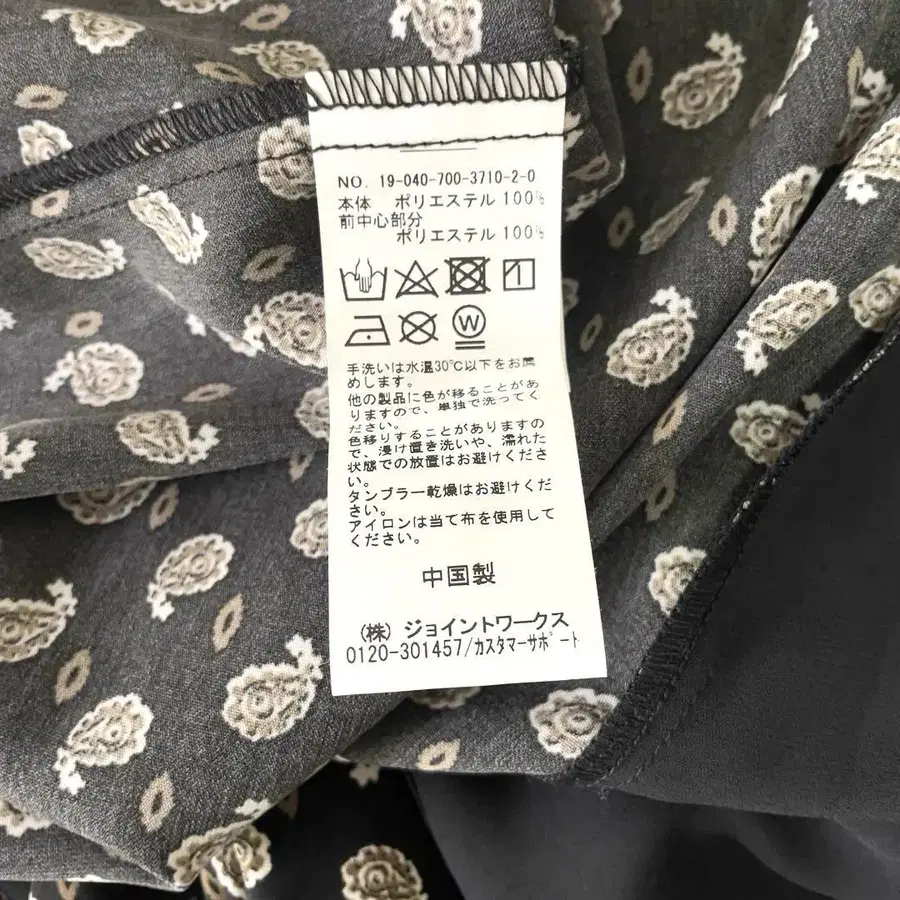 NO. 19-040-700-3710-2-0
本体 ポリエステル 100%
前中心部分
ポリエステル 100%
W
手洗いは水温30℃以下をお薦
めします。
他の製品に色が移ることがあ
りますので、単独で洗ってく
ださい。
色移りすることがありますの
で、浸け置き洗いや、濡れた
状態での放置はお避けくださ
い。
タンブラー乾燥はお避けくだ
さい。
アイロンは当て布を使用して
ください。
中国製
(株) ジョイントワークス
0120-301457/カスタマーサポート